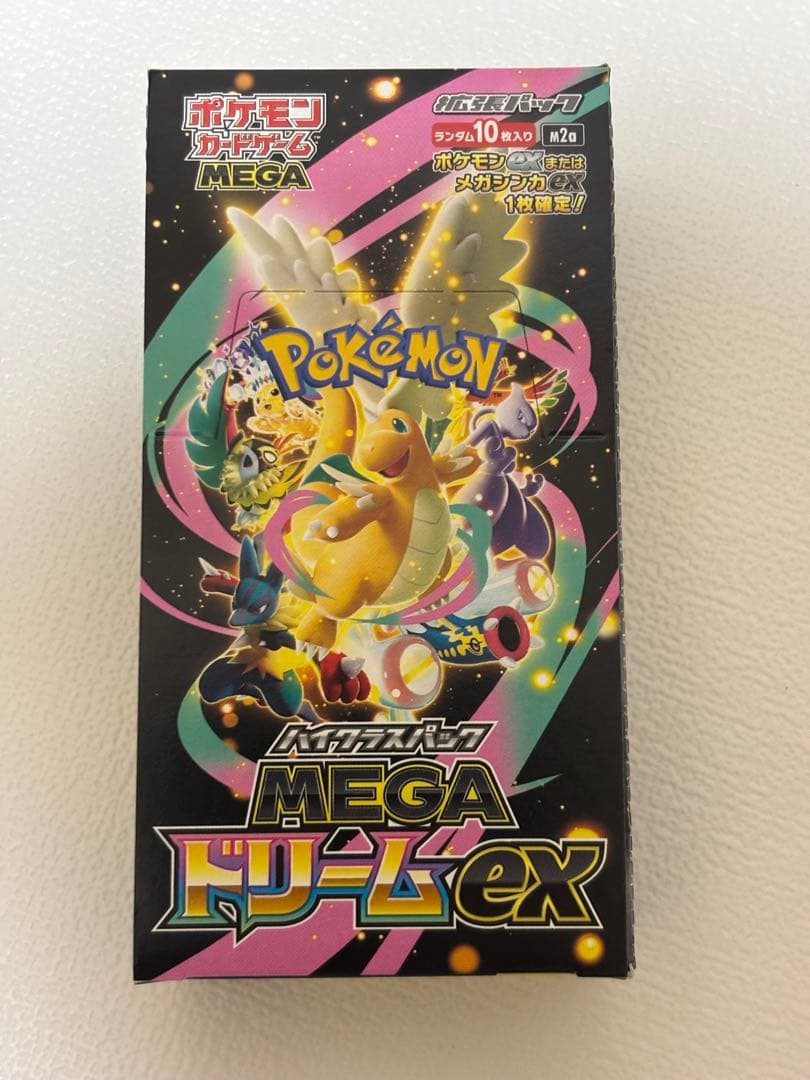 ポケモン
カードゲーム™
MEGA
拡張パック
ランダム10枚入り M2a
ポケモンexまたは
メガシンカex
1枚確定!
POKéMON™
ハイクラスパック
MEGA
ドリームex